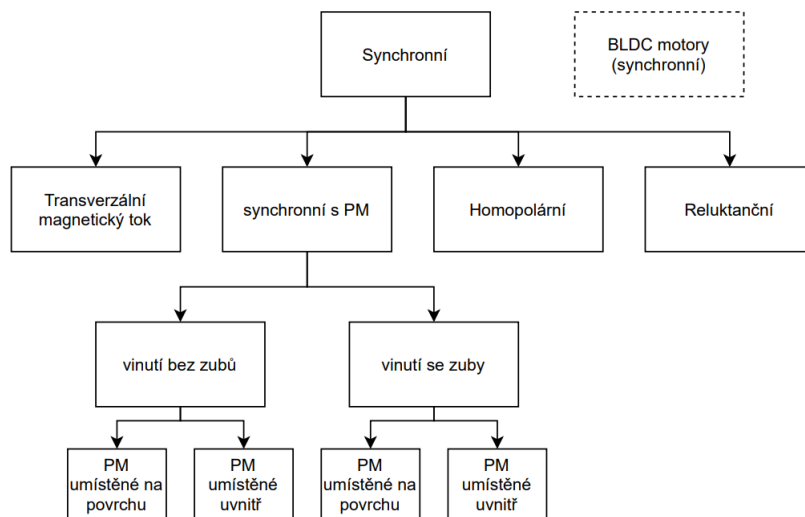 Synchronní
BLDC motory
(synchronní)
Transverzální
magnetický tok
synchronní s PM
Homopolární
Reluktanční
vinutí bez zubů
vinutí se zuby
PM
umístěné na
povrchu
PM
umístěné
uvnitř
PM
umístěné na
povrchu
PM
umístěné
uvnitř